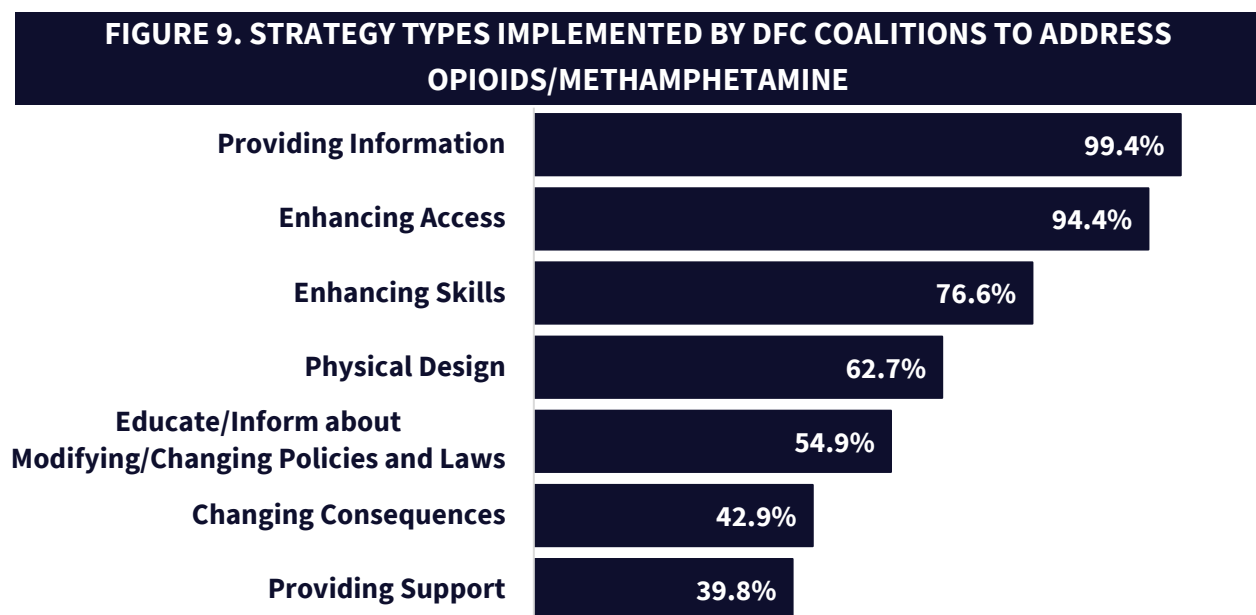 FIGURE 9. STRATEGY TYPES IMPLEMENTED BY DFC COALITIONS TO ADDRESS
OPIOIDS/METHAMPHETAMINE
Providing Information
99.4%
Enhancing Access
94.4%
Enhancing Skills
76.6%
Physical Design
62.7%
Educate/Inform about
Modifying/Changing Policies and Laws
54.9%
Changing Consequences
42.9%
Providing Support
39.8%